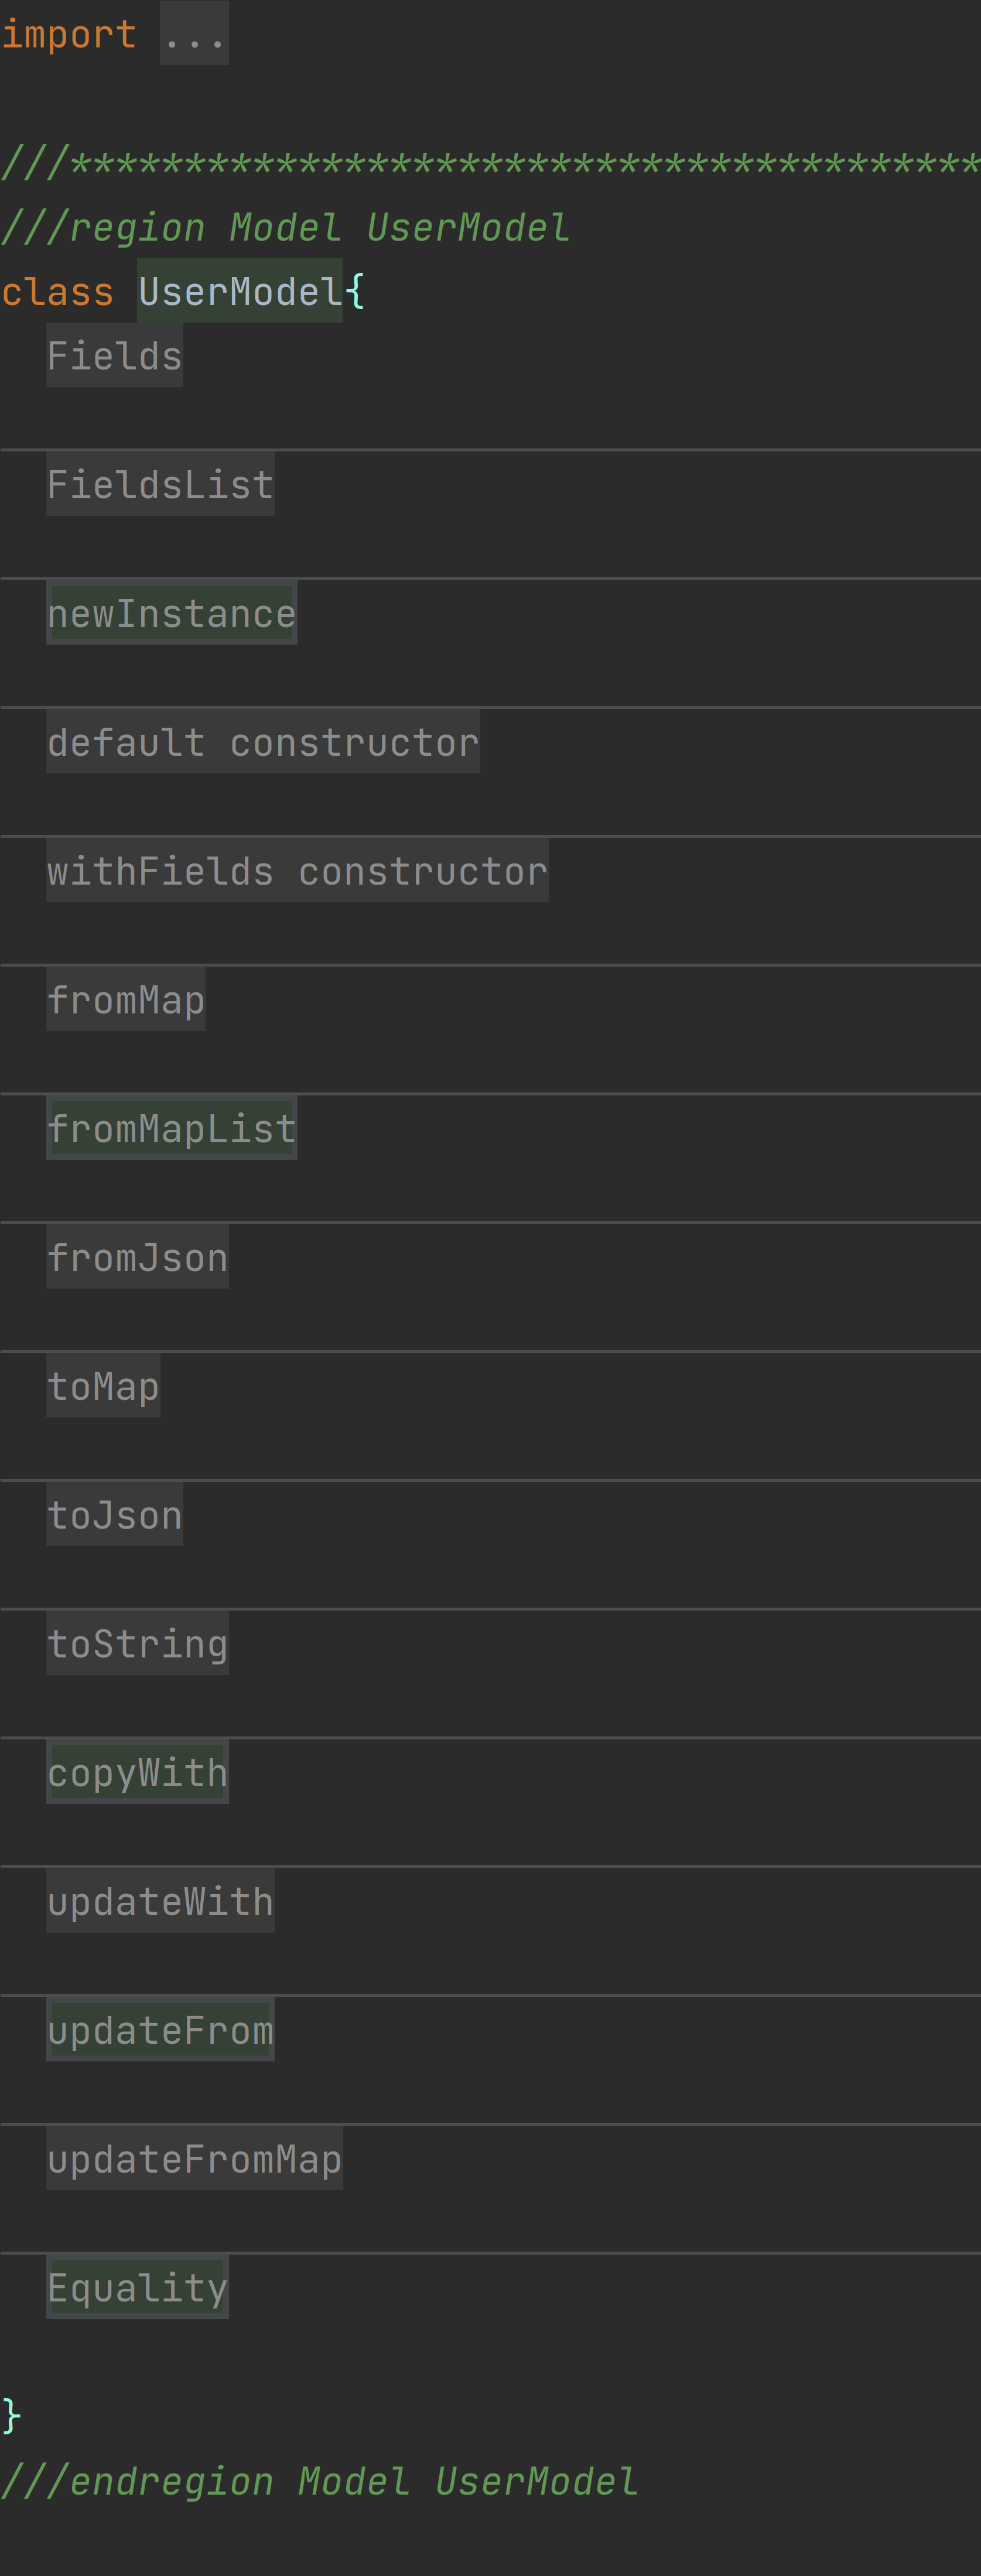 import ...
///****************************************
///region Model UserModel
class UserModel{
Fields
FieldsList
newInstance
default constructor
withFields constructor
fromMap
fromMapList
fromJson
toMap
toJson
toString
copyWith
updateWith
updateFrom
updateFromMap
Equality
}
///endregion Model UserModel